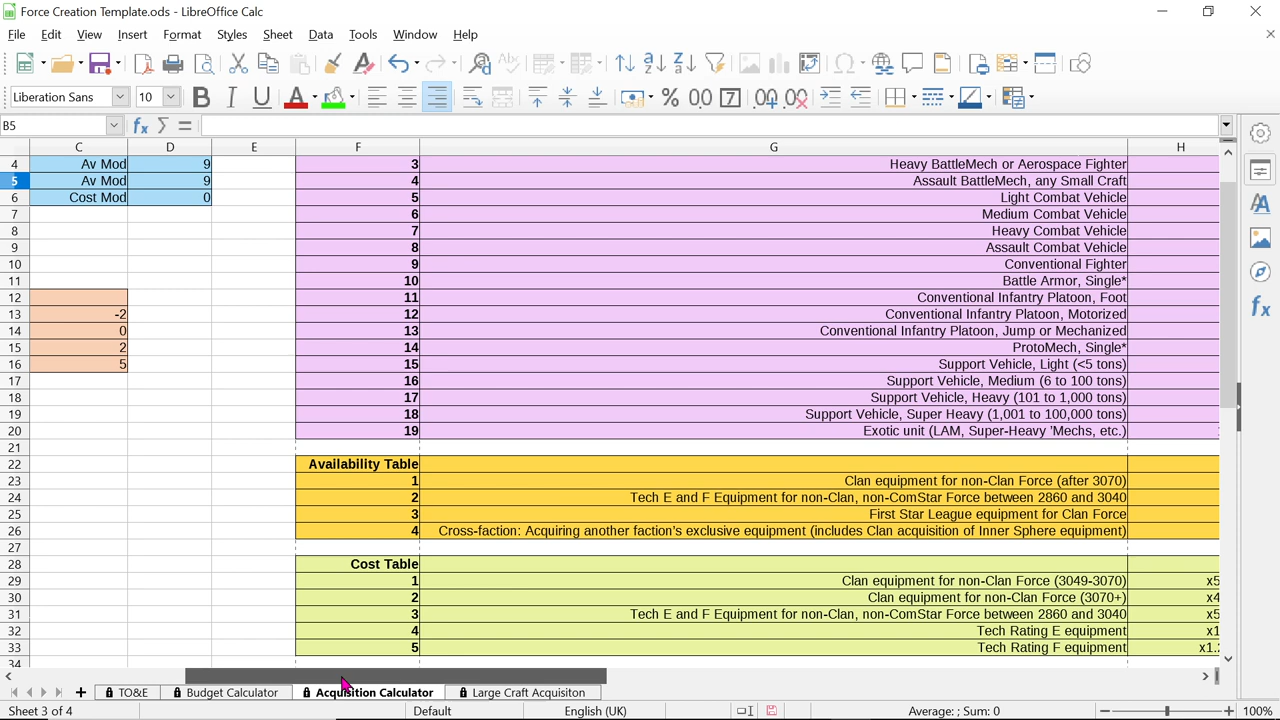 Force Creation Template.ods - LibreOffice Calc
File Edit View Insert Format Styles Sheet Data Tools Window Help
Liberation Sans 10
B5
C D E F G H
4 Av Mod 9 3 Heavy BattleMech or Aerospace Fighter
5 Av Mod 9 4 Assault BattleMech, any Small Craft
6 Cost Mod 0 5 Light Combat Vehicle
7 6 Medium Combat Vehicle
8 7 Heavy Combat Vehicle
9 8 Assault Combat Vehicle
10 9 Conventional Fighter
11 10 Battle Armor, Single*
12 11 Conventional Infantry Platoon, Foot
13 -2 12 Conventional Infantry Platoon, Motorized
14 0 13 Conventional Infantry Platoon, Jump or Mechanized
15 2 14 ProtoMech, Single*
16 5 15 Support Vehicle, Light (<5 tons)
17 16 Support Vehicle, Medium (6 to 100 tons)
18 17 Support Vehicle, Heavy (101 to 1,000 tons)
19 18 Support Vehicle, Super Heavy (1,001 to 100,000 tons)
20 19 Exotic unit (LAM, Super-Heavy 'Mechs, etc.)
21
22 Availability Table
23 1 Clan equipment for non-Clan Force (after 3070)
24 2 Tech E and F Equipment for non-Clan, non-ComStar Force between 2860 and 3040
25 3 First Star League equipment for Clan Force
26 4 Cross-faction: Acquiring another faction's exclusive equipment (includes Clan acquisition of Inner Sphere equipment)
27
28 Cost Table
29 1 Clan equipment for non-Clan Force (3049-3070) x5
30 2 Clan equipment for non-Clan Force (3070+) x4
31 3 Tech E and F Equipment for non-Clan, non-ComStar Force between 2860 and 3040 x5
32 4 Tech Rating E equipment x1
33 5 Tech Rating F equipment x1.2
34
TO&E Budget Calculator Acquisition Calculator Large Craft Acquisiton
Sheet 3 of 4 Default English (UK) Average: ; Sum: 0 100%